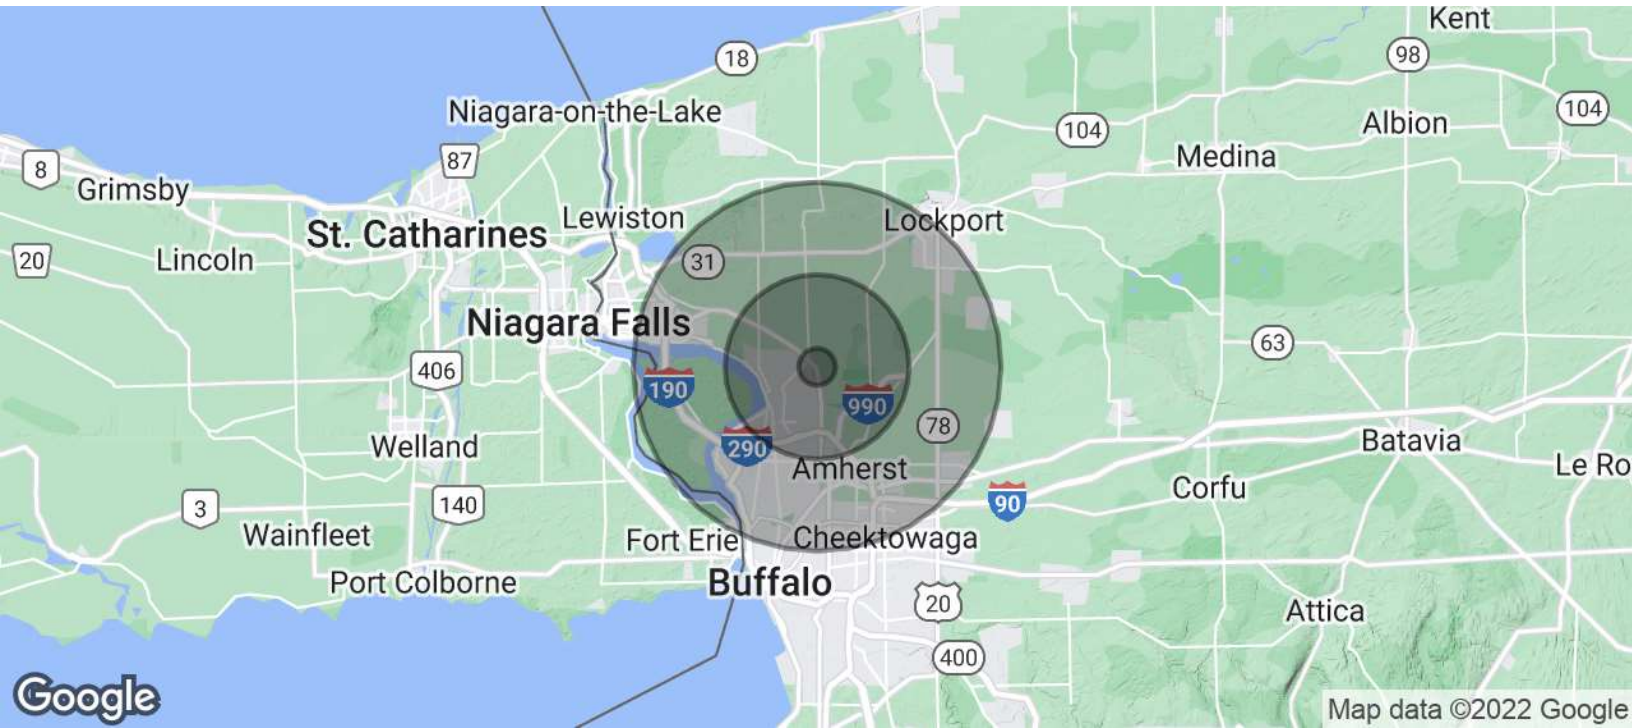 Kent
18
98
Niagara-on-the-Lake
104
104
Albion
8
87
Medina
Grimsby
Lewiston
Lockport
St. Catharines
20
Lincoln
31
Niagara Falls
63
406
190
990
78
Welland
290
Amherst
Batavia
Le Ro
3
140
90
Corfu
Wainfleet
Fort Erie
Cheektowaga
Port Colborne
Buffalo
20
Attica
400
Google
Map data ©2022 Google